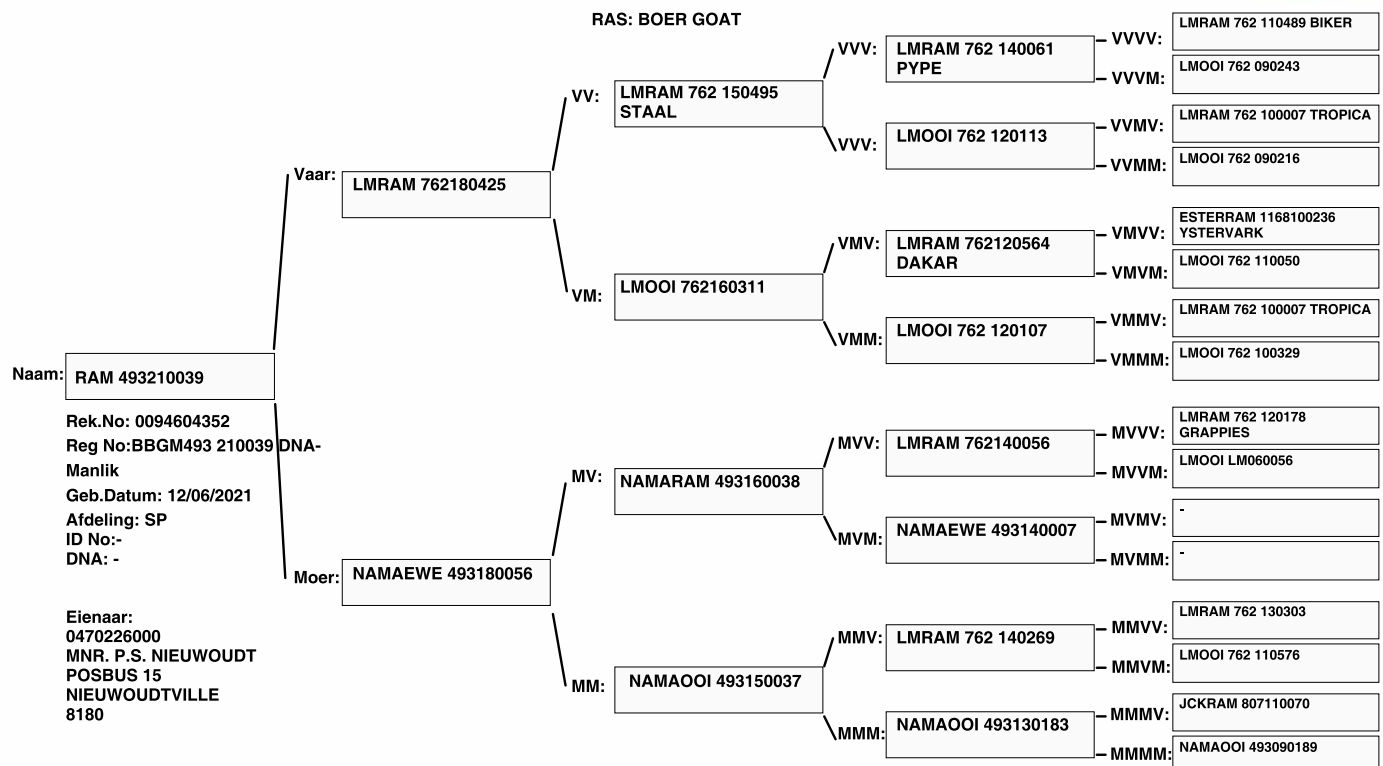 RAS: BOER GOAT
Naam:
RAM 493210039
Rek.No: 0094604352
Reg No:BBGM493 210039 DNA-
Manlik
Geb.Datum: 12/06/2021
Afdeling: SP
ID No:-
DNA: -
Eienaar:
0470226000
MNR. P.S. NIEUWOUDT
POSBUS 15
NIEUWOUDTVILLE
8180
Vaar:
LMRAM 762180425
Moer:
NAMAEWE 493180056
VV:
LMRAM 762 150495
STAAL
VM:
LMOOI 762160311
MV:
NAMARAM 493160038
MM:
NAMAOOI 493150037
VVV:
LMRAM 762 140061
PYPE
VVV:
LMOOI 762 120113
VMV:
LMRAM 762120564
DAKAR
VMM:
LMOOI 762 120107
MVV:
LMRAM 762140056
MVM:
NAMAEWE 493140007
MMV:
LMRAM 762 140269
MMM:
NAMAOOI 493130183
VVVV:
LMRAM 762 110489 BIKER
VVVM:
LMOOI 762 090243
VVMV:
LMRAM 762 100007 TROPICA
VVMM:
LMOOI 762 090216
VMVV:
ESTERRAM 1168100236
YSTERVARK
VMVM:
LMOOI 762 110050
VMMV:
LMRAM 762 100007 TROPICA
VMMM:
LMOOI 762 100329
MVVV:
LMRAM 762 120178
GRAPPIES
MVVM:
LMOOI LM060056
MVMV:
-
MVMM:
-
MMVV:
LMRAM 762 130303
MMVM:
LMOOI 762 110576
MMMV:
JCKRAM 807110070
MMMM:
NAMAOOI 493090189